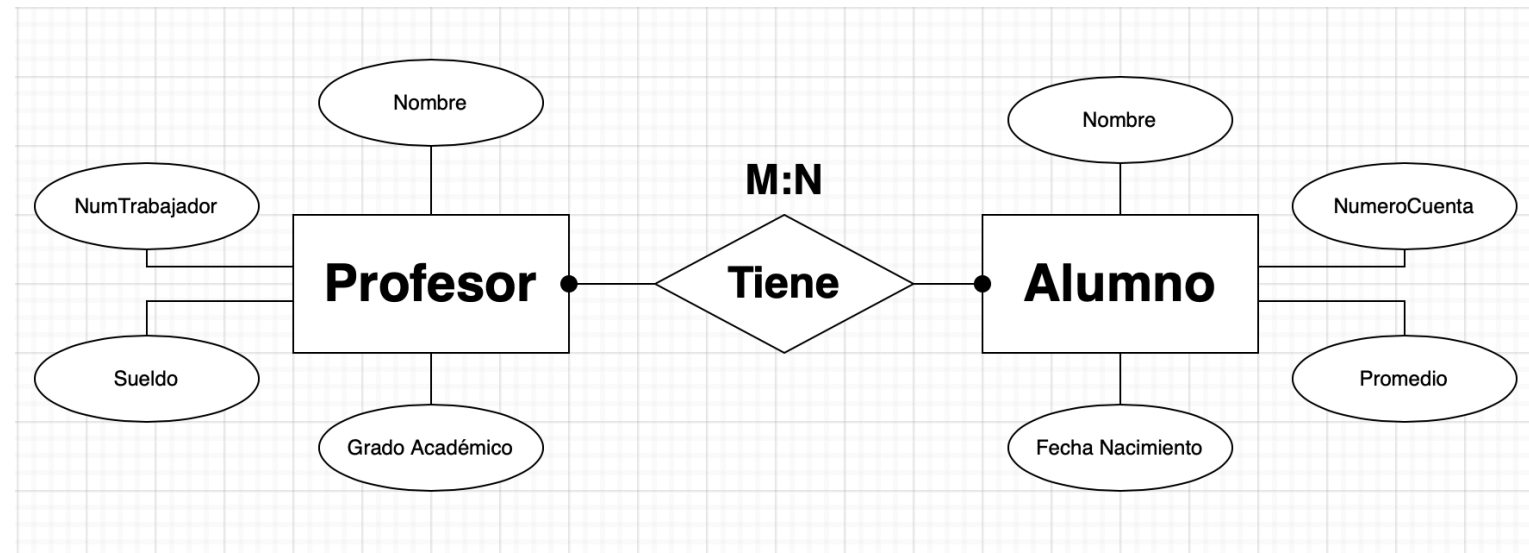 Nombre
Nombre
M:N
NumTrabajador
NumeroCuenta
Profesor
Tiene
Alumno
Sueldo
Promedio
Grado Académico
Fecha Nacimiento